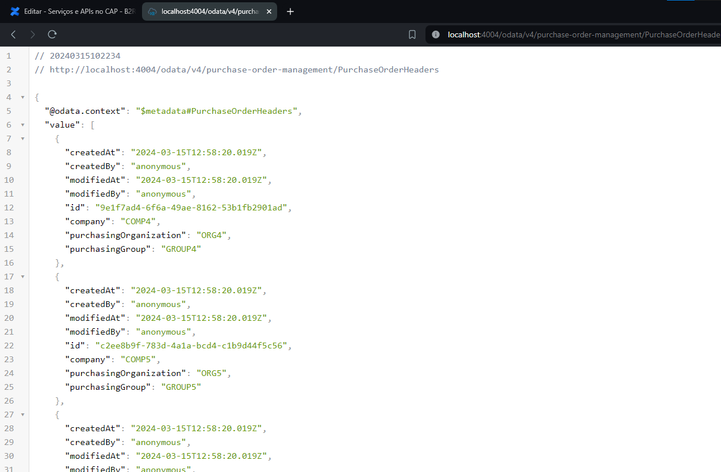 Editar - Serviços e APIs no CAP - B2R
localhost:4004/odata/v4/purcha
localhost:4004/odata/v4/purchase-order-management/PurchaseOrderHeade
1 // 20240315102234
2 // http://localhost:4004/odata/v4/purchase-order-management/PurchaseOrderHeaders
3
4 {
5 "@odata.context": "$metadata#PurchaseOrderHeaders",
6 "value": [
7 {
8 "createdAt": "2024-03-15T12:58:20.019Z",
9 "createdBy": "anonymous",
10 "modifiedAt": "2024-03-15T12:58:20.019Z",
11 "modifiedBy": "anonymous",
12 "id": "9e1f7ad4-6f6a-49ae-8162-53b1fb2901ad",
13 "company": "COMP4",
14 "purchasingOrganization": "ORG4",
15 "purchasingGroup": "GROUP4"
16 },
17 {
18 "createdAt": "2024-03-15T12:58:20.019Z",
19 "createdBy": "anonymous",
20 "modifiedAt": "2024-03-15T12:58:20.019Z",
21 "modifiedBy": "anonymous",
22 "id": "c2ee8b9f-783d-4a1a-bcd4-c1b9d44f5c56",
23 "company": "COMP5",
24 "purchasingOrganization": "ORG5",
25 "purchasingGroup": "GROUP5"
26 },
27 {
28 "createdAt": "2024-03-15T12:58:20.019Z",
29 "createdBy": "anonymous",
30 "modifiedAt": "2024-03-15T12:58:20.019Z",
31 "modifiedBy": "anonymous",